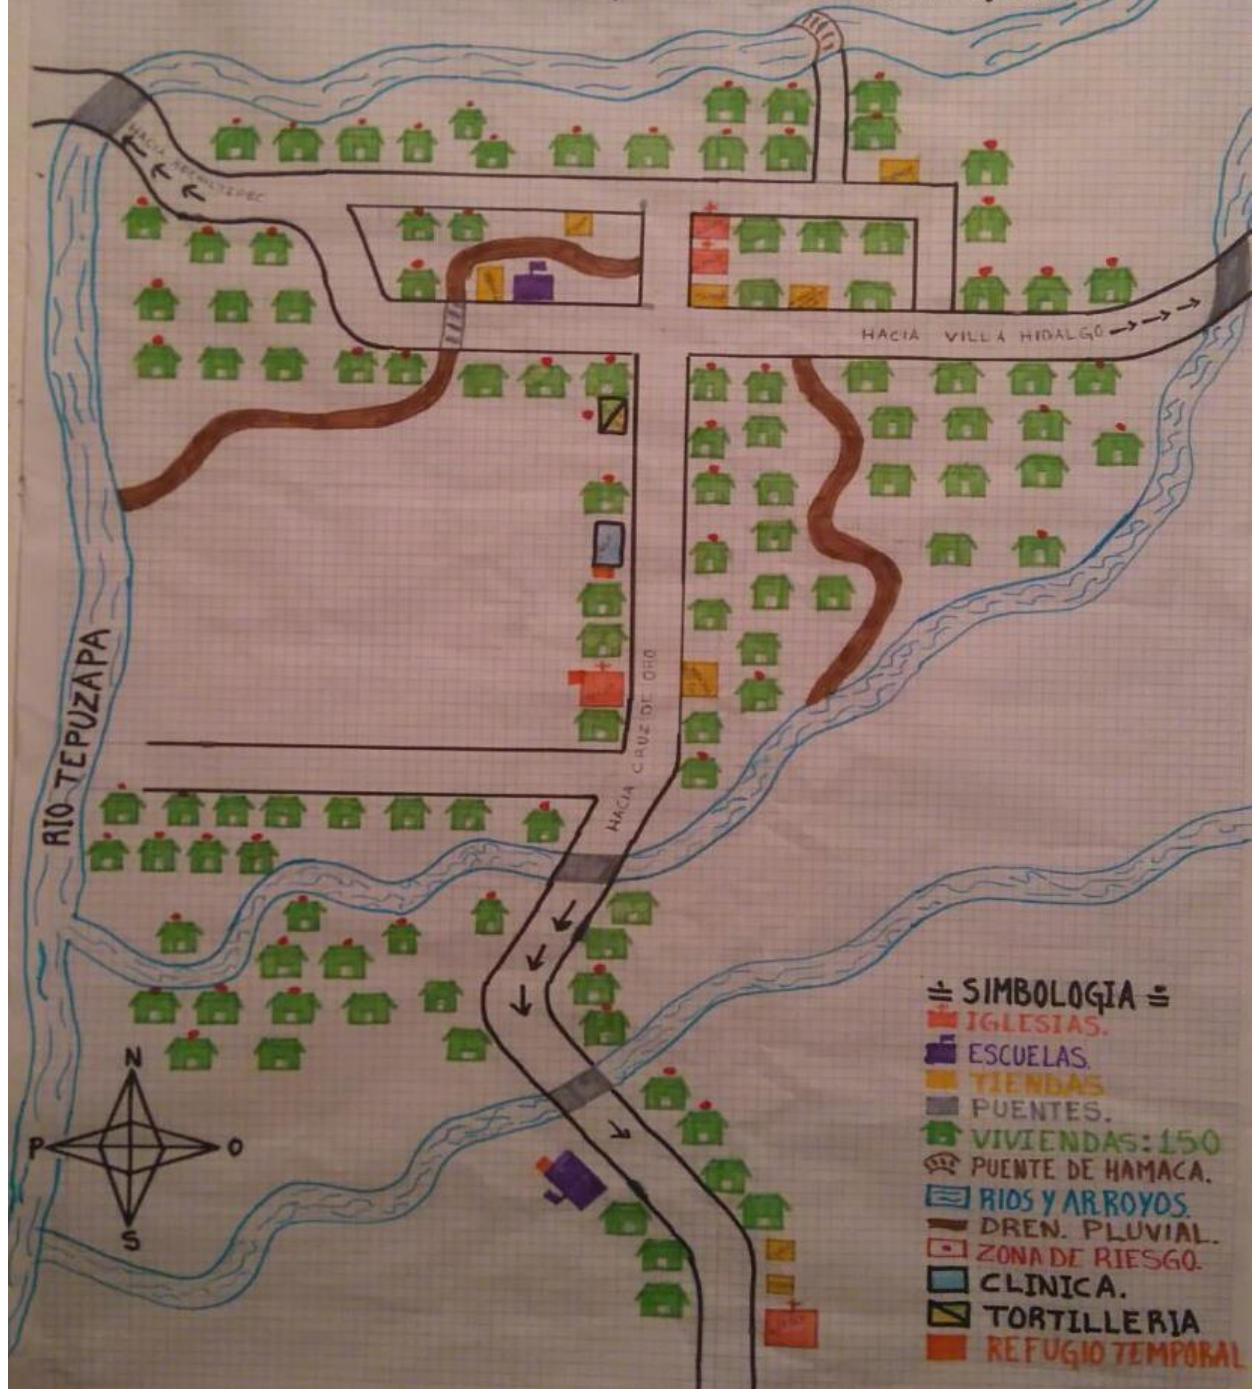 HACIA
HACIA VILLA HIDALGO
RIO TEPUZAPA
HACIA CRUZ DE ORO
N
P
O
S
SIMBOLOGIA
IGLESIAS.
ESCUELAS.
TIENDAS
PUENTES.
VIVIENDAS: 150
PUENTE DE HAMACA.
RIOS Y ARROYOS.
DREN. PLUVIAL.
ZONA DE RIESGO.
CLINICA.
TORTILLERIA
REFUGIO TEMPORAL